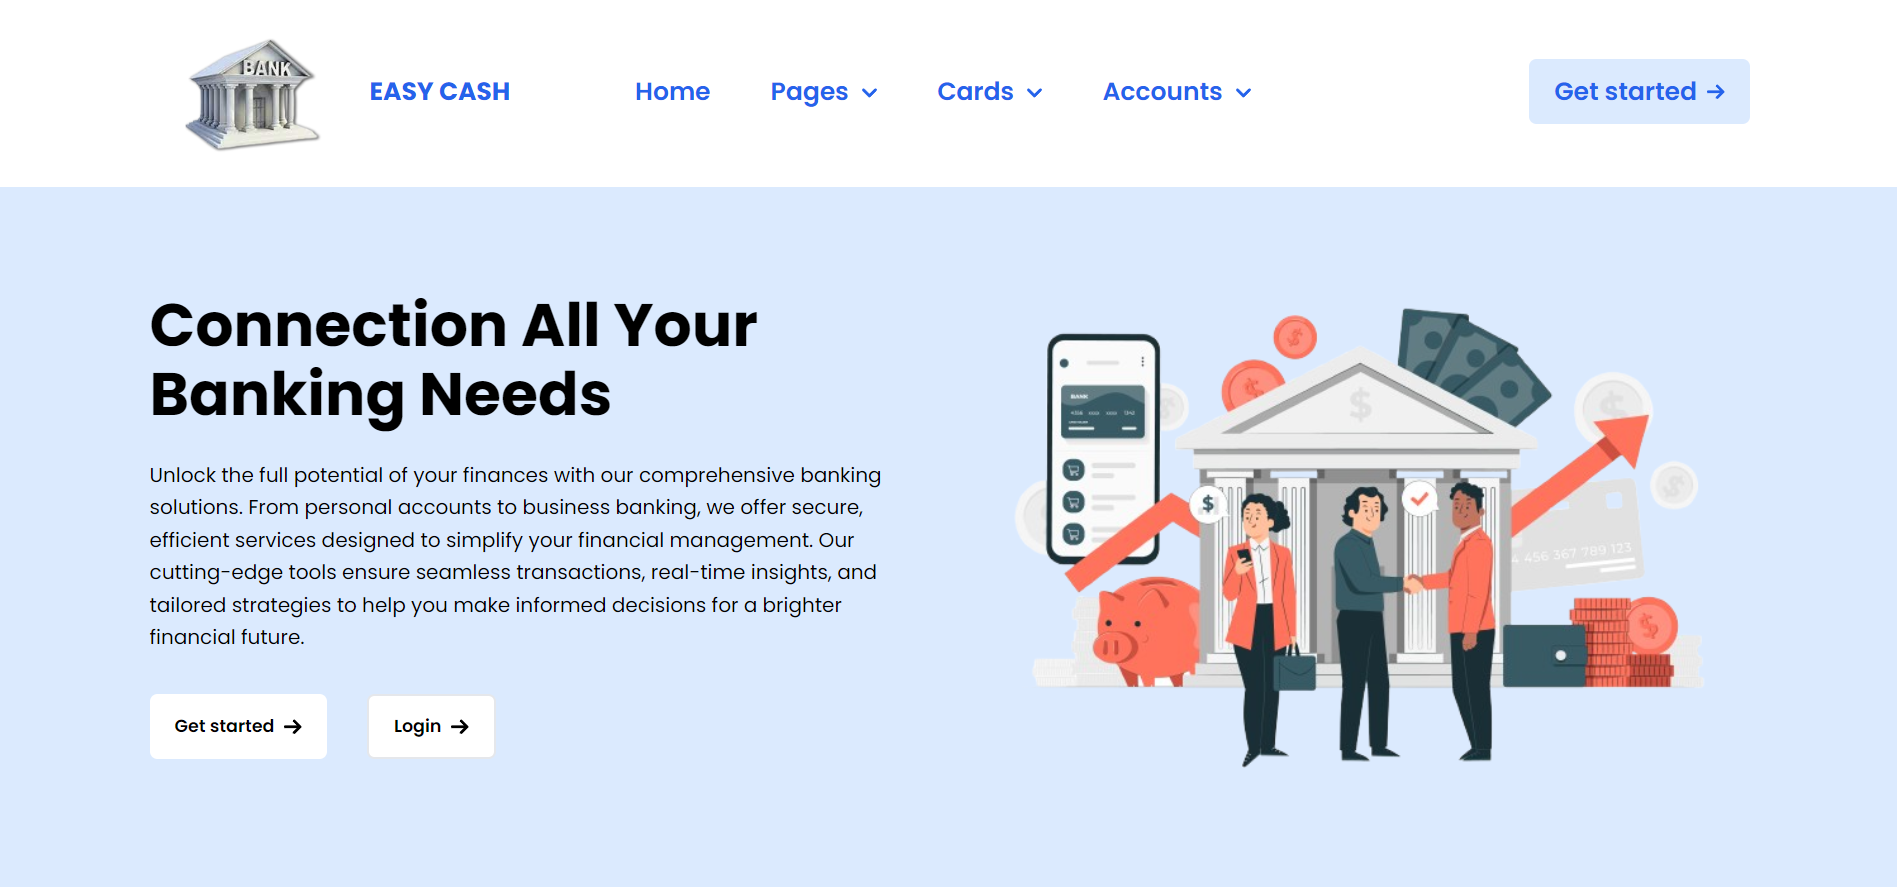 BANK
EASY CASH
Home
Pages
Cards
Accounts
Get started
Connection All Your
Banking Needs
Unlock the full potential of your finances with our comprehensive banking
solutions. From personal accounts to business banking, we offer secure,
efficient services designed to simplify your financial management. Our
cutting-edge tools ensure seamless transactions, real-time insights, and
tailored strategies to help you make informed decisions for a brighter
financial future.
Get started
Login
BANK
$
$
$
$
456 367 789 123
$
$
$